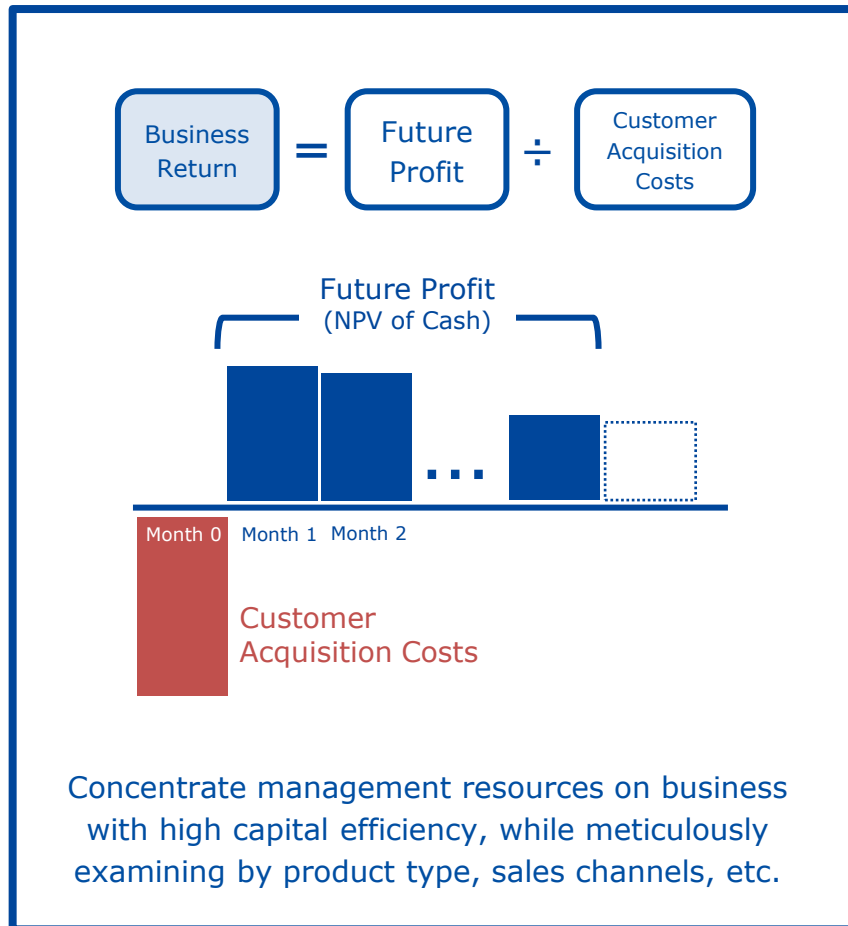 Business
Return
=
Future
Profit
÷
Customer
Acquisition
Costs
Future Profit
(NPV of Cash)
...
Month 0
Month 1
Month 2
Customer
Acquisition Costs
Concentrate management resources on business
with high capital efficiency, while meticulously
examining by product type, sales channels, etc.